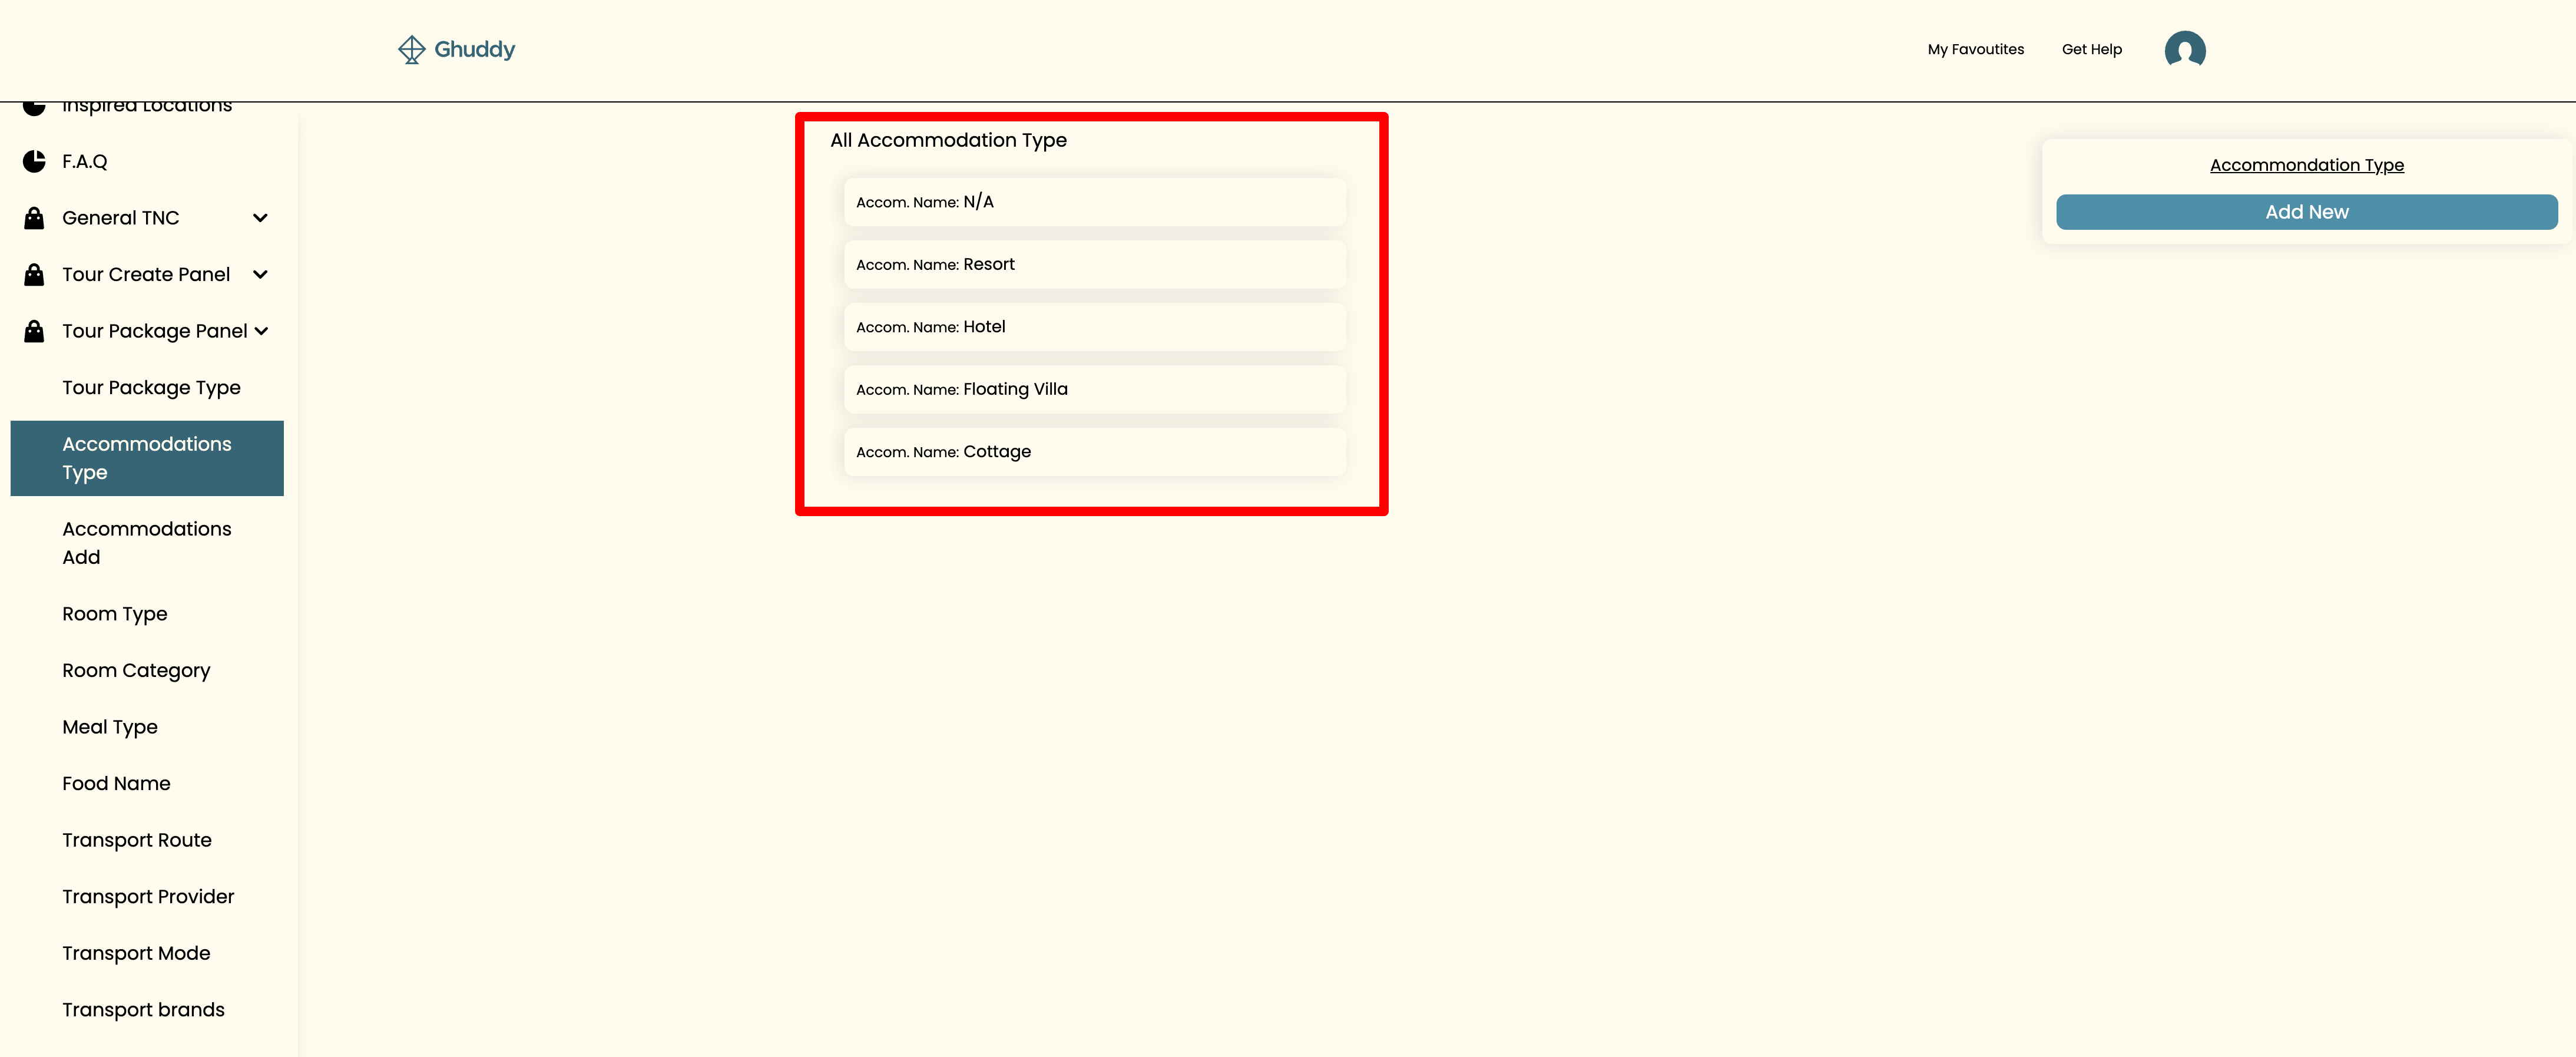 Ghuddy
My Favoutites
Get Help
Inspired Locations
F.A.Q
General TNC
Tour Create Panel
Tour Package Panel
Tour Package Type
Accommodations
Type
Accommodations
Add
Room Type
Room Category
Meal Type
Food Name
Transport Route
Transport Provider
Transport Mode
Transport brands
All Accommodation Type
Accom. Name: N/A
Accom. Name: Resort
Accom. Name: Hotel
Accom. Name: Floating Villa
Accom. Name: Cottage
Accommondation Type
Add New